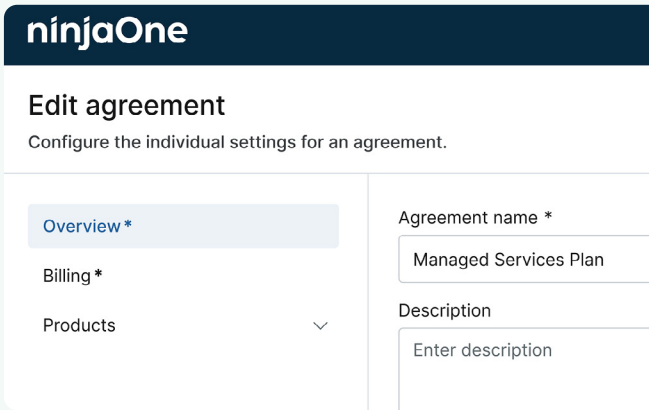 ninjaOne
Edit agreement
Configure the individual settings for an agreement.
Overview*
Billing*
Products
Agreement name *
Managed Services Plan
Description
Enter description